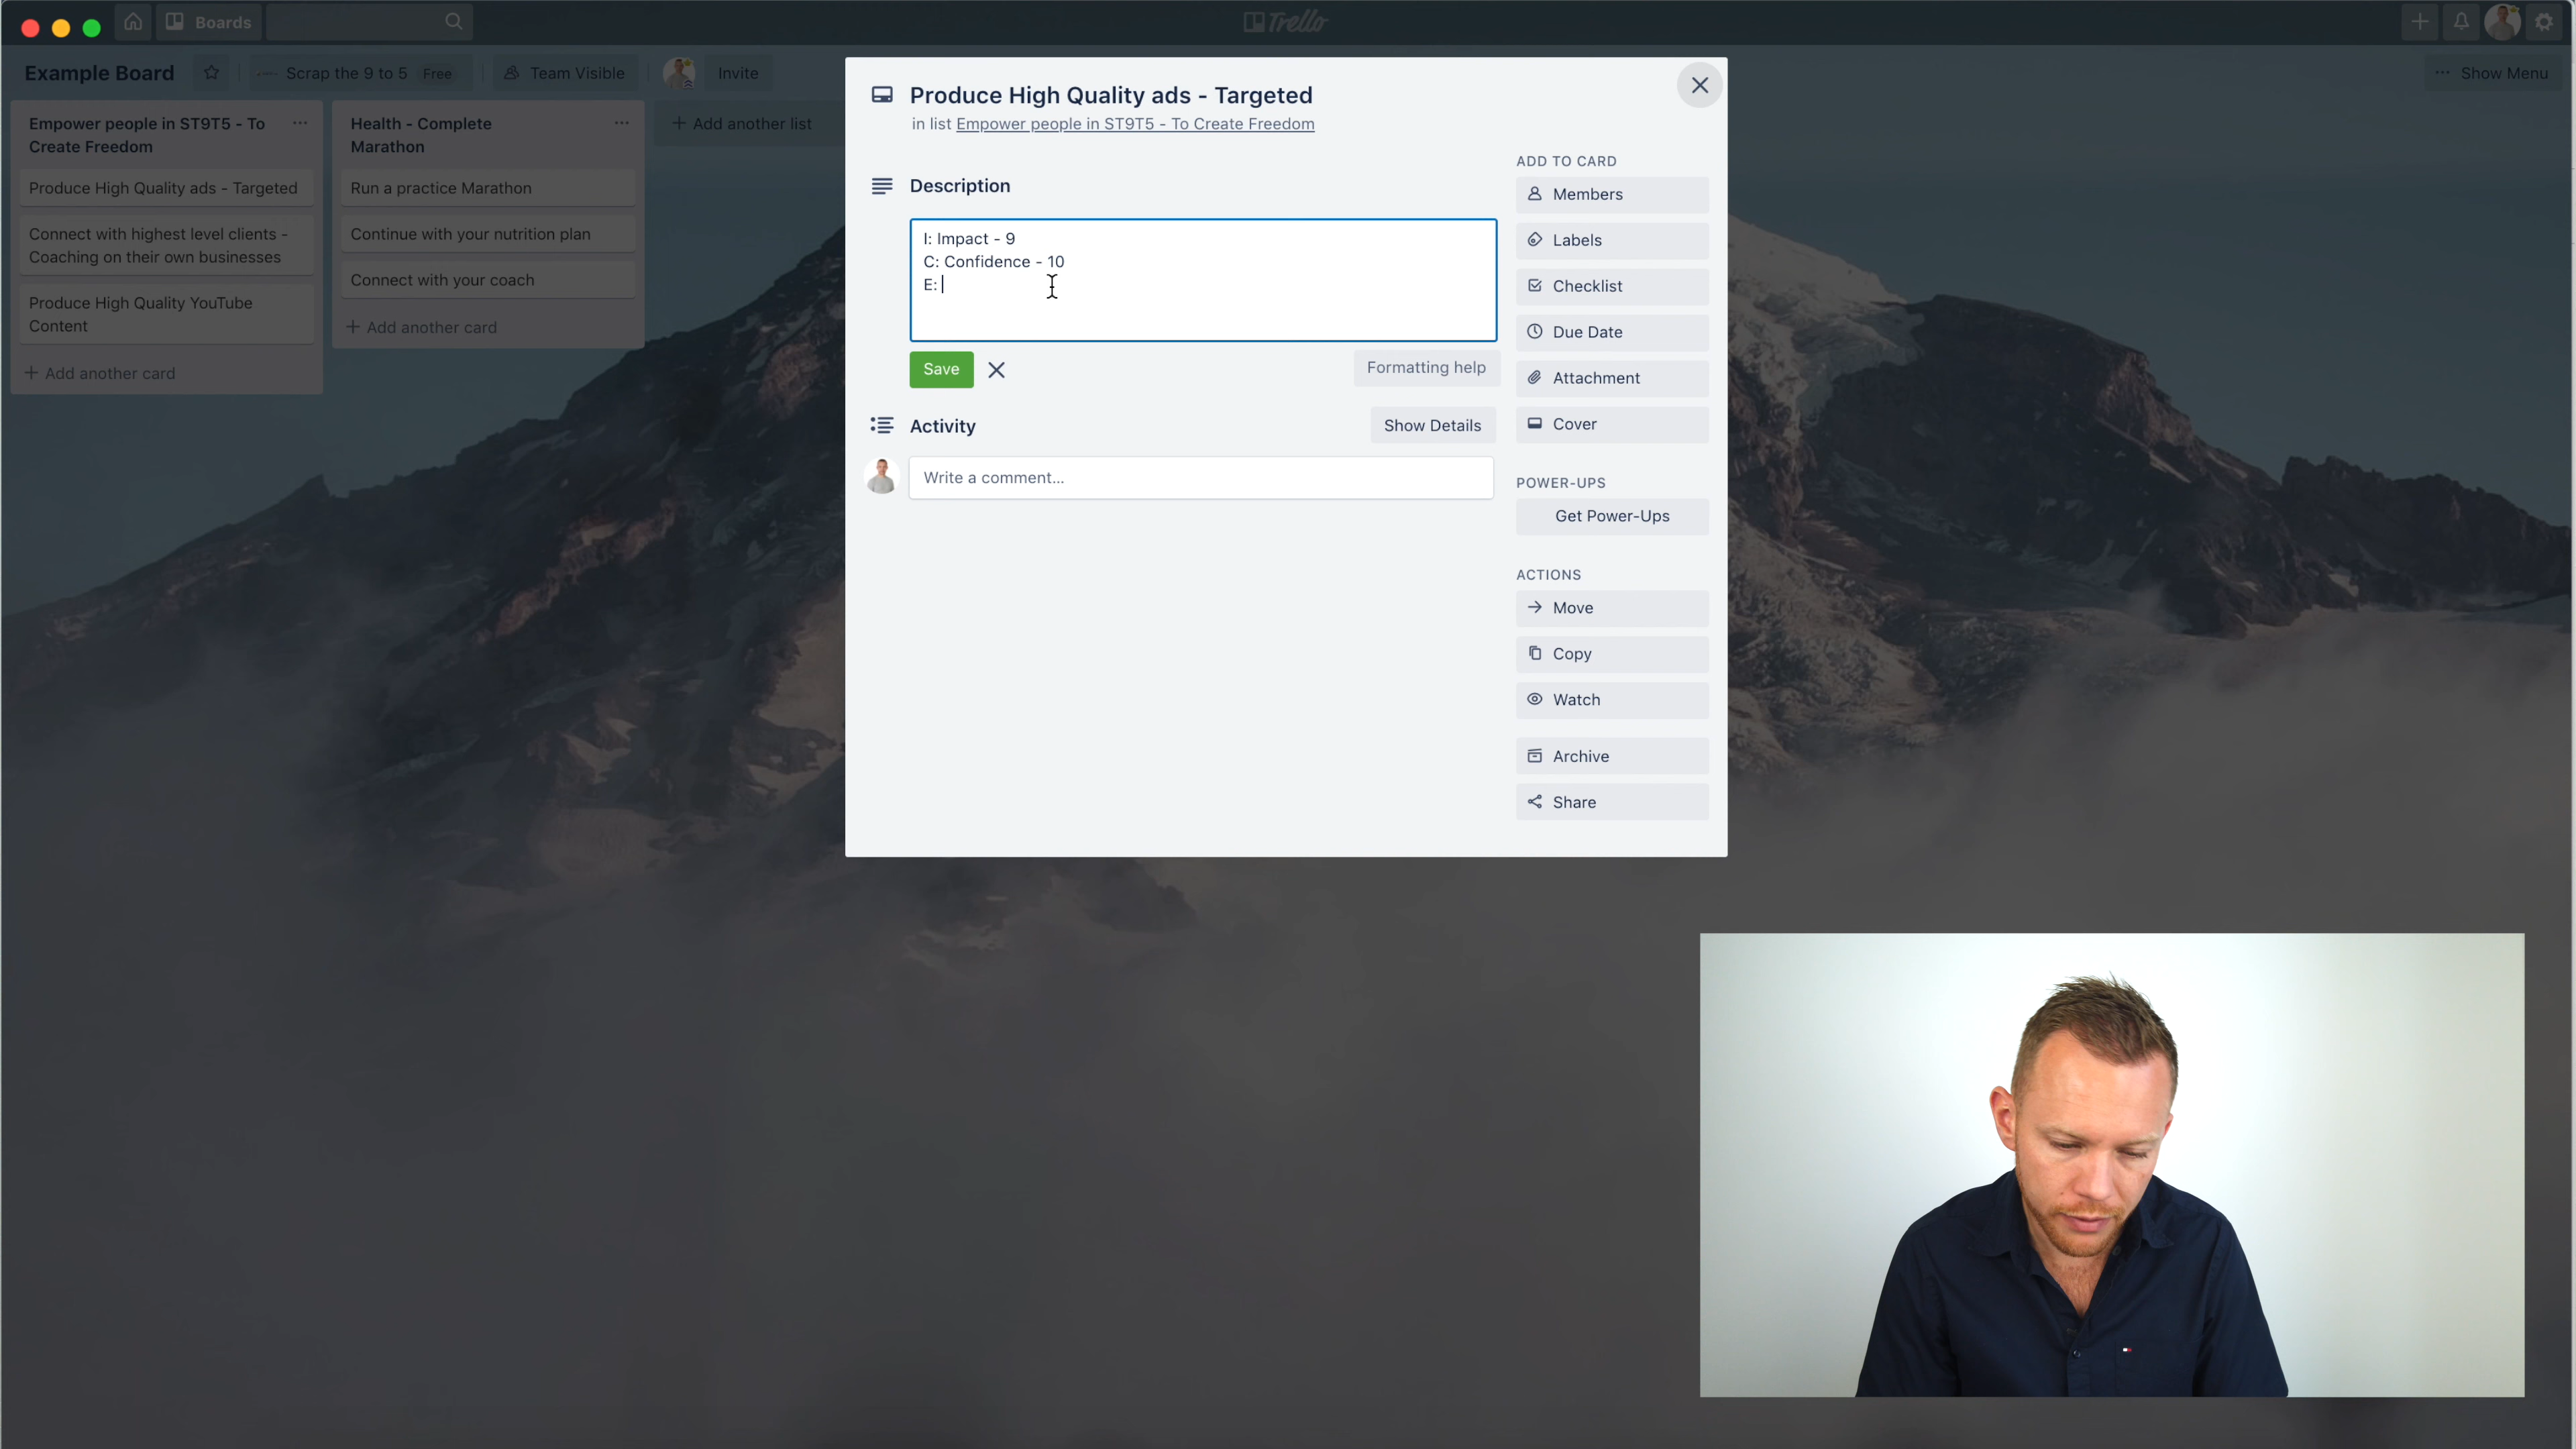 Boards
Trello
Example Board
Scrap the 9 to 5 Free
Team Visible
Invite
··· Show Menu
Empower people in ST9T5 - To
Create Freedom
Produce High Quality ads - Targeted
Connect with highest level clients -
Coaching on their own businesses
Produce High Quality YouTube
Content
+ Add another card
Health - Complete
Marathon
Run a practice Marathon
Continue with your nutrition plan
Connect with your coach
+ Add another card
+ Add another list
Produce High Quality ads - Targeted
in list Empower people in ST9T5 - To Create Freedom
Description
I: Impact - 9
C: Confidence - 10
E:
Save
Formatting help
Activity
Show Details
Write a comment...
ADD TO CARD
Members
Labels
Checklist
Due Date
Attachment
Cover
POWER-UPS
Get Power-Ups
ACTIONS
Move
Copy
Watch
Archive
Share